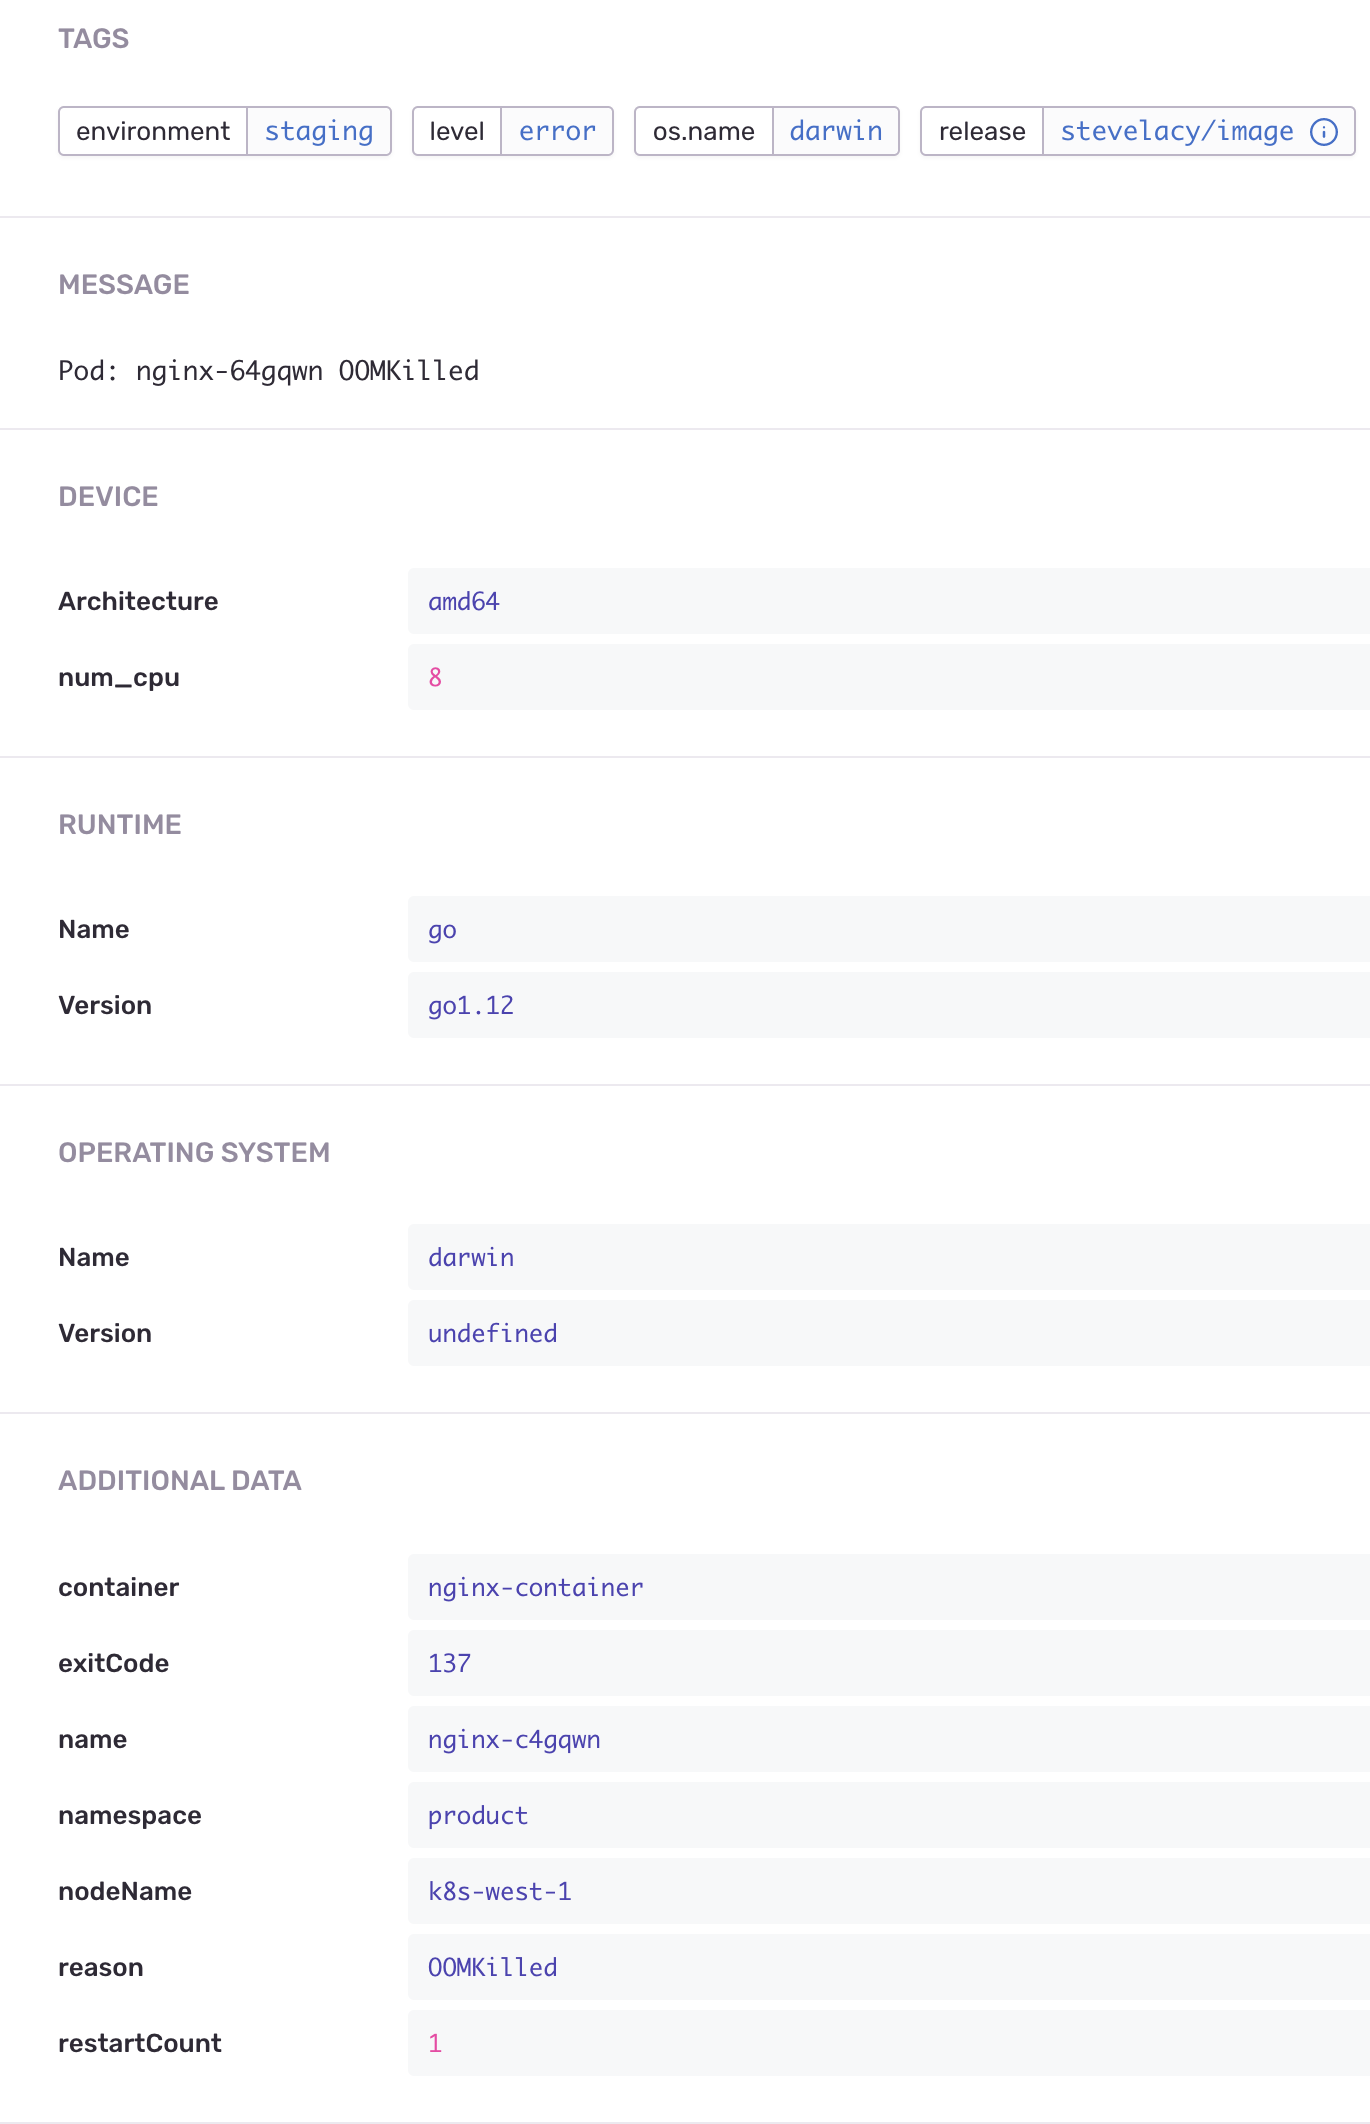 TAGS
environment staging level error os.name darwin release stevelacy/image
MESSAGE
Pod: nginx-64gqwn OOMKilled
DEVICE
Architecture amd64
num_cpu 8
RUNTIME
Name go
Version go1.12
OPERATING SYSTEM
Name darwin
Version undefined
ADDITIONAL DATA
container nginx-container
exitCode 137
name nginx-c4gqwn
namespace product
nodeName k8s-west-1
reason OOMKilled
restartCount 1